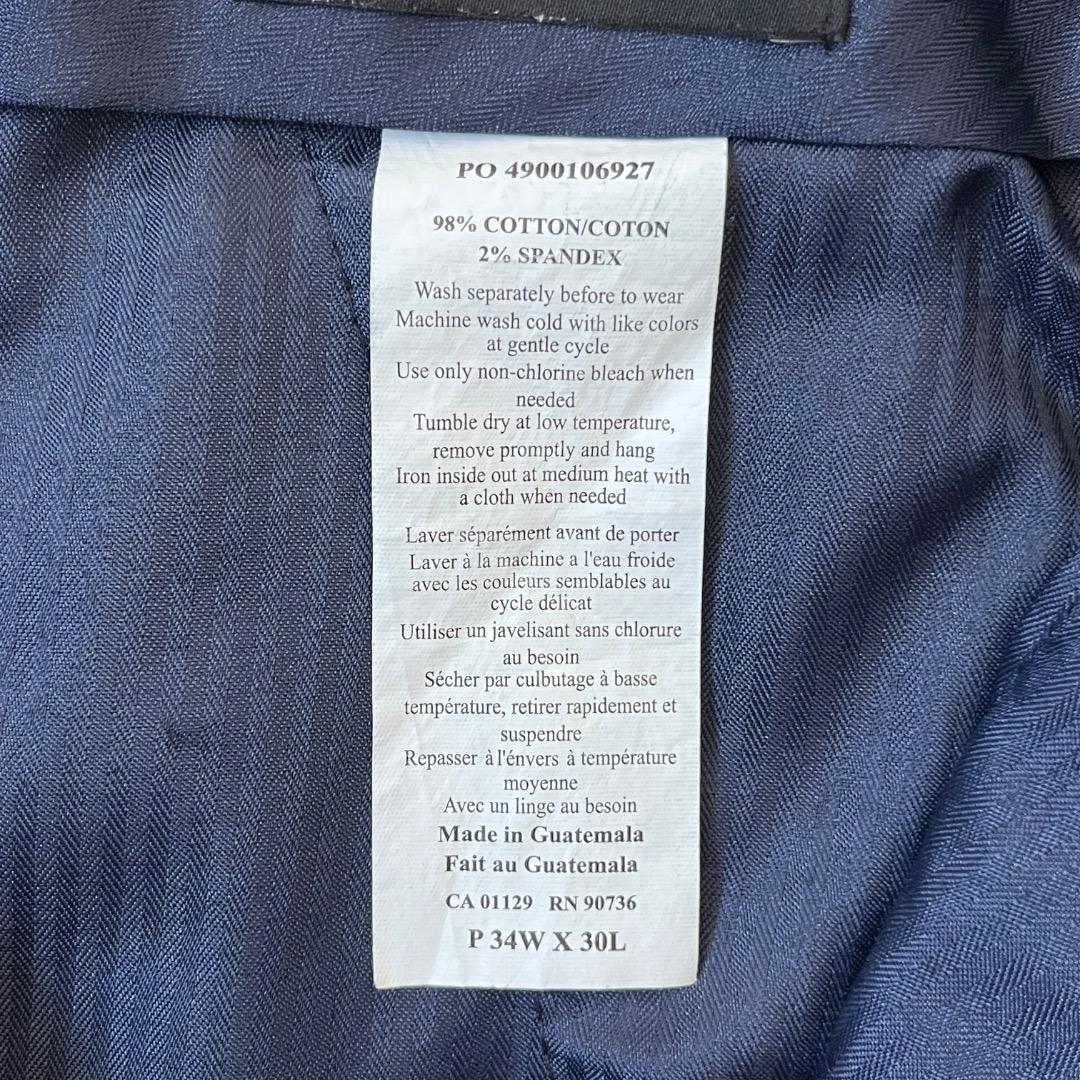 PO 4900106927
98% COTTON/COTON
2% SPANDEX
Wash separately before to wear
Machine wash cold with like colors
at gentle cycle
Use only non-chlorine bleach when
needed
Tumble dry at low temperature,
remove promptly and hang
Iron inside out at medium heat with
a cloth when needed
Laver séparément avant de porter
Laver à la machine a l'eau froide
avec les couleurs semblables au
cycle délicat
Utiliser un javelisant sans chlorure
au besoin
Sécher par culbutage à basse
température, retirer rapidement et
suspendre
Repasser à l'énvers à température
moyenne
Avec un linge au besoin
Made in Guatemala
Fait au Guatemala
CA 01129 RN 90736
P 34W X 30L